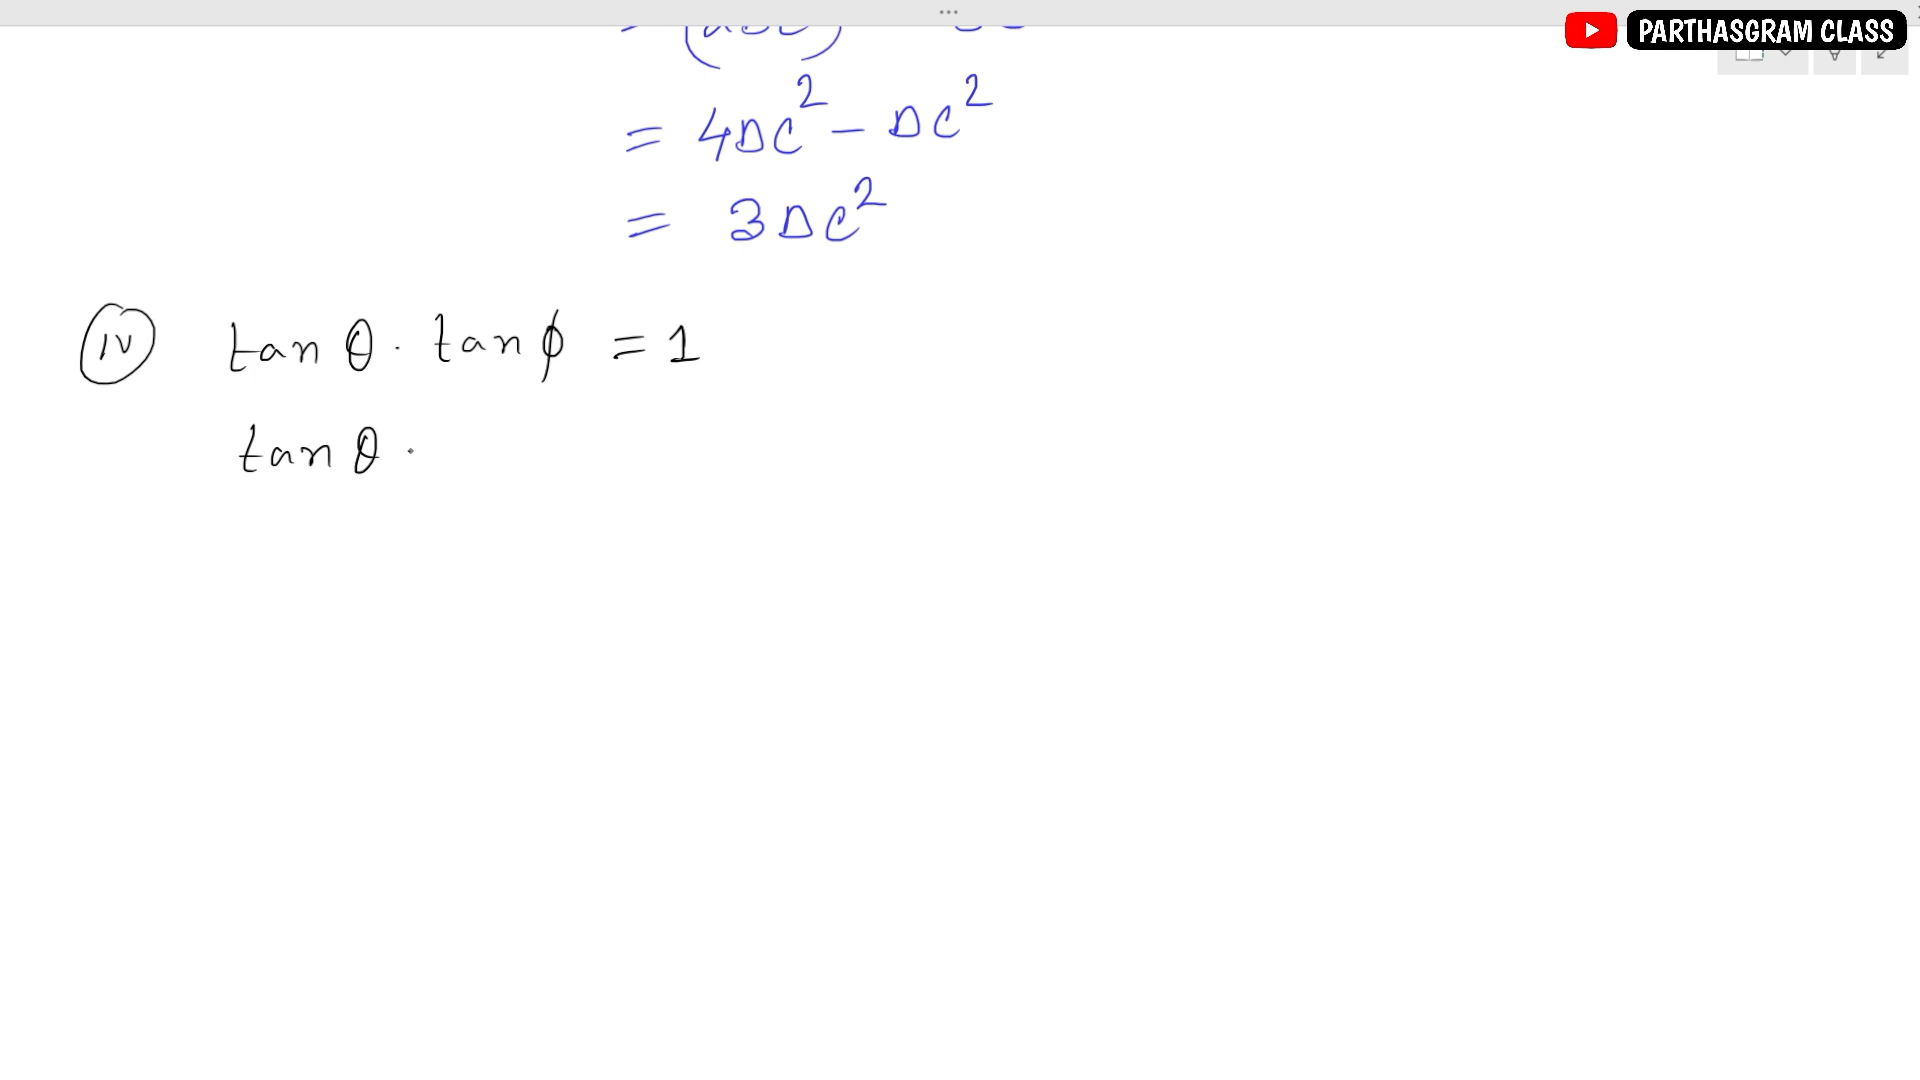 PARTHASGRAM CLASS
= 4DC² − DC²
= 3DC²
(iv) tan θ · tan ϕ = 1
tan θ ·